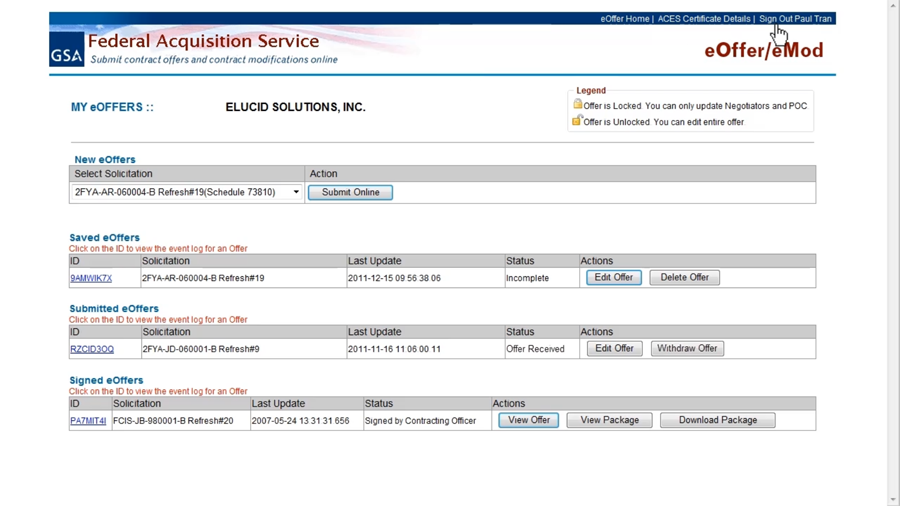 eOffer Home | ACES Certificate Details | Sign Out Paul Tran
GSA
Federal Acquisition Service
Submit contract offers and contract modifications online
eOffer/eMod
MY eOFFERS :: ELUCID SOLUTIONS, INC.
Legend
Offer is Locked. You can only update Negotiators and POC
Offer is Unlocked. You can edit entire offer.
New eOffers
Select Solicitation Action
2FYA-AR-060004-B Refresh#19(Schedule 73810) Submit Online
Saved eOffers
Click on the ID to view the event log for an Offer
ID Solicitation Last Update Status Actions
9AMWIK7X 2FYA-AR-060004-B Refresh#19 2011-12-15 09 56 38.06 Incomplete Edit Offer Delete Offer
Submitted eOffers
Click on the ID to view the event log for an Offer
ID Solicitation Last Update Status Actions
RZCID3OQ 2FYA-JD-060001-B Refresh#9 2011-11-16 11 06 00.11 Offer Received Edit Offer Withdraw Offer
Signed eOffers
Click on the ID to view the event log for an Offer
ID Solicitation Last Update Status Actions
PA7MIT4I FCIS-JB-980001-B Refresh#20 2007-05-24 13 31 31 656 Signed by Contracting Officer View Offer View Package Download Package